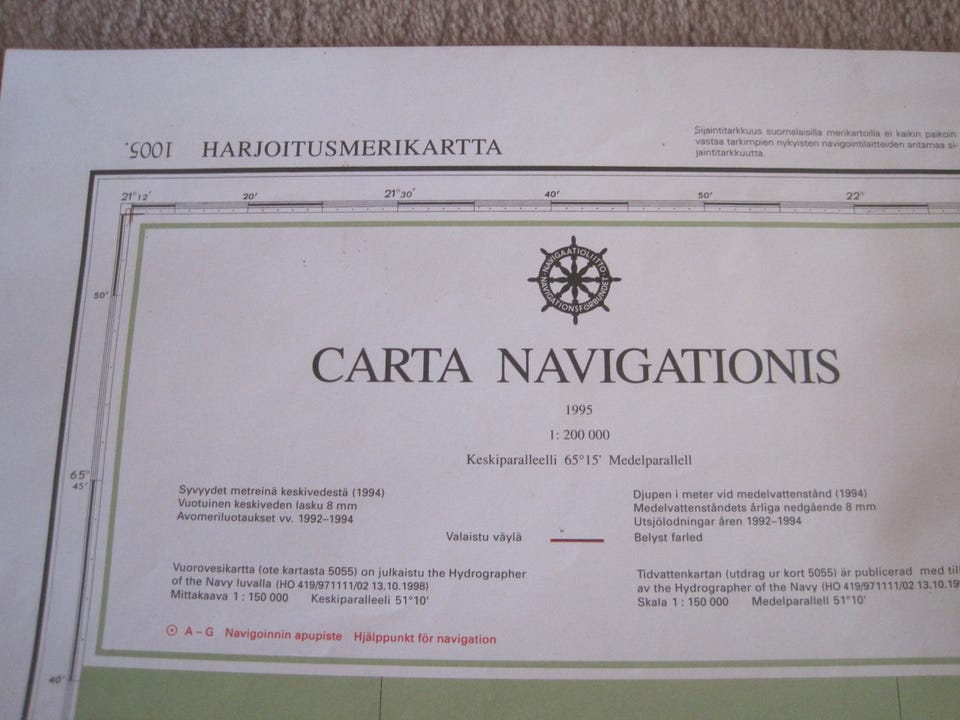 1005.
HARJOITUSMERIKARTTA
Sijaintitarkkuus suomalaisilla merikartoilla ei kaikin paikoin
vastaa tarkimpien nykyisten navigointilaitteiden antamaa si-
jaintitarkkuutta.
21°12' 20' 21°30' 40' 50' 22°
50'
65°
45'
40'
NAVIGAATIOLIITTO
NAVIGATIONSFÖRBUNDET
CARTA NAVIGATIONIS
1995
1: 200 000
Keskiparalleelli 65°15' Medelparallell
Syvyydet metreinä keskivedestä (1994)
Vuotuinen keskiveden lasku 8 mm
Avomeriluotaukset vv. 1992–1994
Djupen i meter vid medelvattenstånd (1994)
Medelvattenståndets årliga nedgående 8 mm
Utsjölodningar åren 1992–1994
Valaistu väylä
Belyst farled
Vuorovesikartta (ote kartasta 5055) on julkaistu the Hydrographer
of the Navy luvalla (HO 419/971111/02 13.10.1998)
Mittakaava 1 : 150 000 Keskiparalleeli 51°10'
Tidvattenkartan (utdrag ur kort 5055) är publicerad med
av the Hydrographer of the Navy (HO 419/971111/02
Skala 1 : 150 000 Medelparallell 51°10'
A – G Navigoinnin apupiste Hjälppunkt för navigation